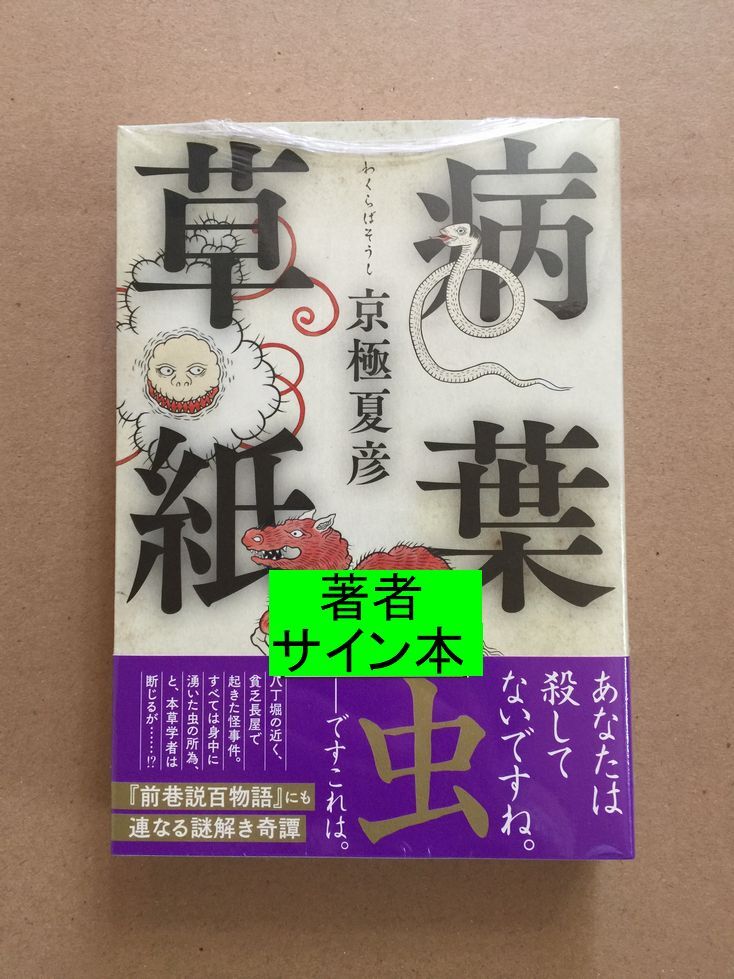 病葉
草紙
わくらばそうし
京極夏彦
著者
サイン本
あなたは
殺して
ないですね。
虫
——ですこれは。
八丁堀の近く、
貧乏長屋で
起きた怪事件。
すべては身中に
湧いた虫の所為、
と、本草学者は
断じるが……!?
『前巷説百物語』にも
連なる謎解き奇譚